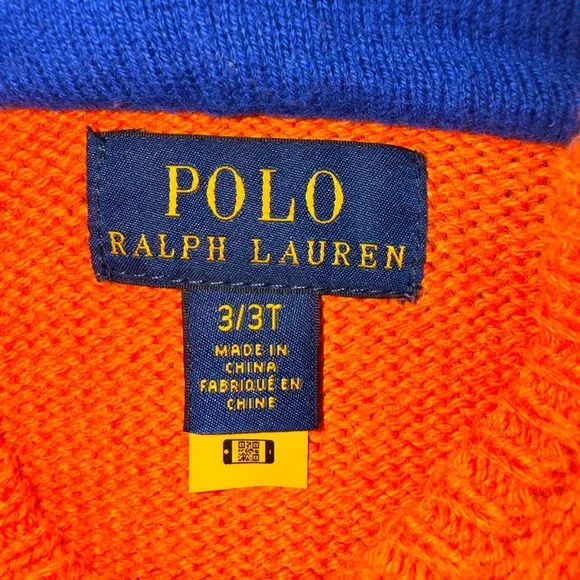 POLO
RALPH LAUREN
3/3T
MADE IN
CHINA
FABRIQUÉ EN
CHINE